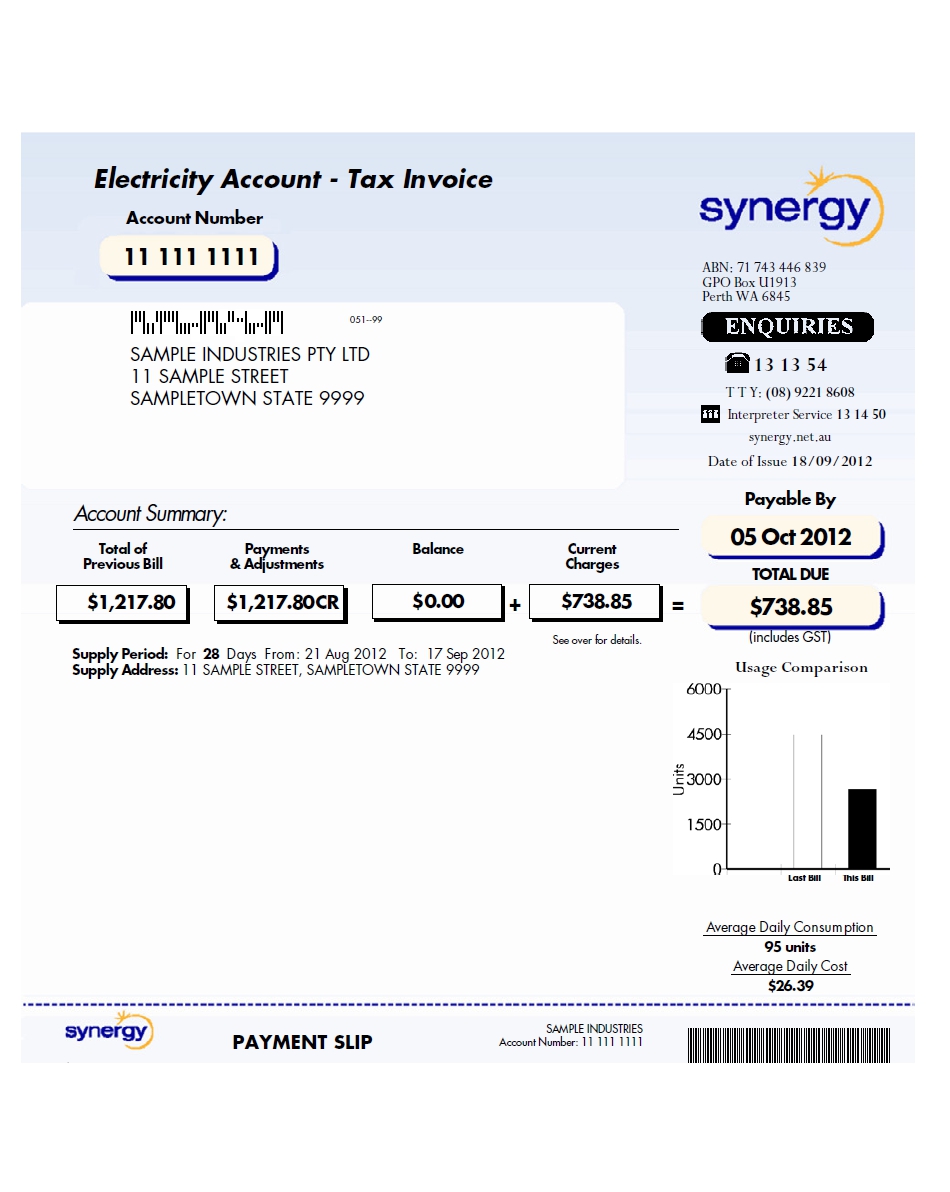 Electricity Account - Tax Invoice
Account Number
11 111 1111
synergy
ABN: 71 743 446 839
GPO Box U1913
Perth WA 6845
ENQUIRIES
13 13 54
T T Y: (08) 9221 8608
Interpreter Service 13 14 50
synergy.net.au
Date of Issue 18/09/2012
051--99
SAMPLE INDUSTRIES PTY LTD
11 SAMPLE STREET
SAMPLETOWN STATE 9999
Payable By
05 Oct 2012
Account Summary:
Total of
Previous Bill
Payments
& Adjustments
Balance
Current
Charges
TOTAL DUE
$1,217.80
$1,217.80CR
$0.00
+
$738.85
=
$738.85
(includes GST)
See over for details.
Supply Period: For 28 Days From: 21 Aug 2012 To: 17 Sep 2012
Supply Address: 11 SAMPLE STREET, SAMPLETOWN STATE 9999
Usage Comparison
6000
4500
3000
1500
0
Units
Last Bill This Bill
Average Daily Consumption
95 units
Average Daily Cost
$26.39
synergy
PAYMENT SLIP
SAMPLE INDUSTRIES
Account Number: 11 111 1111